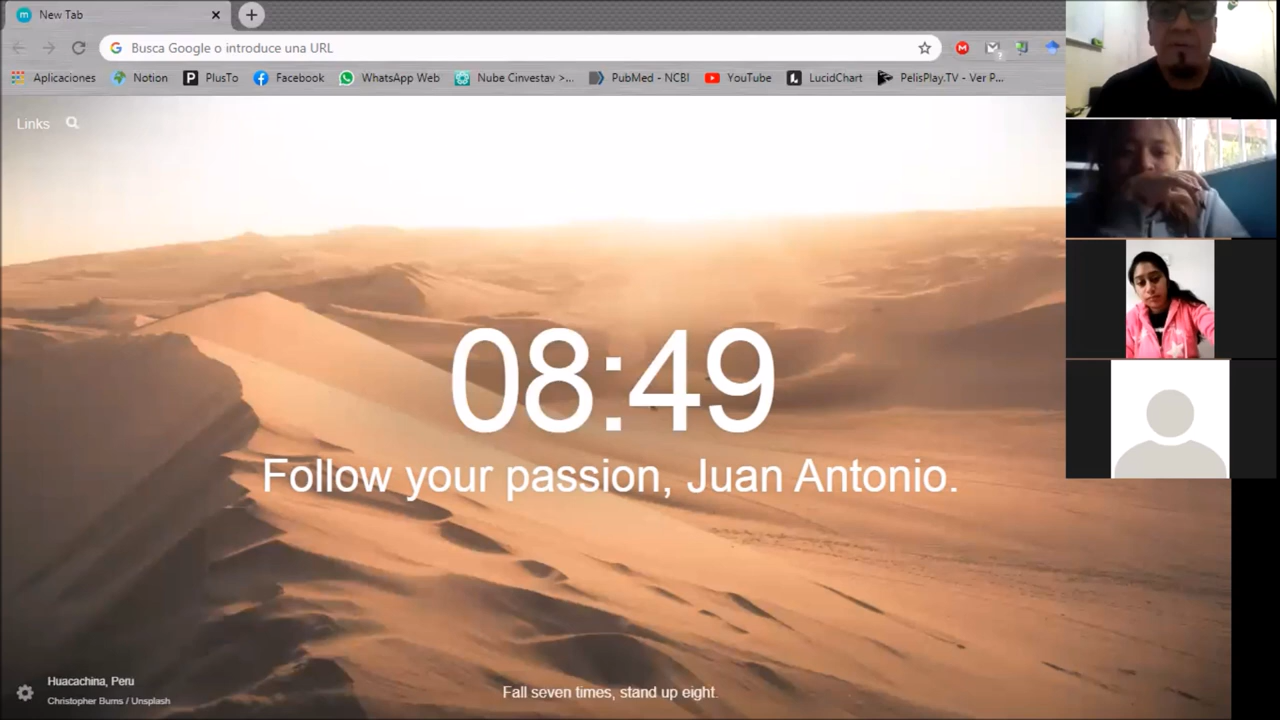 New Tab
Busca Google o introduce una URL
Aplicaciones Notion PlusTo Facebook WhatsApp Web Nube Cinvestav >... PubMed - NCBI YouTube LucidChart PelisPlay.TV - Ver P...
Links
08:49
Follow your passion, Juan Antonio.
Huacachina, Peru
Christopher Burns / Unsplash
Fall seven times, stand up eight.